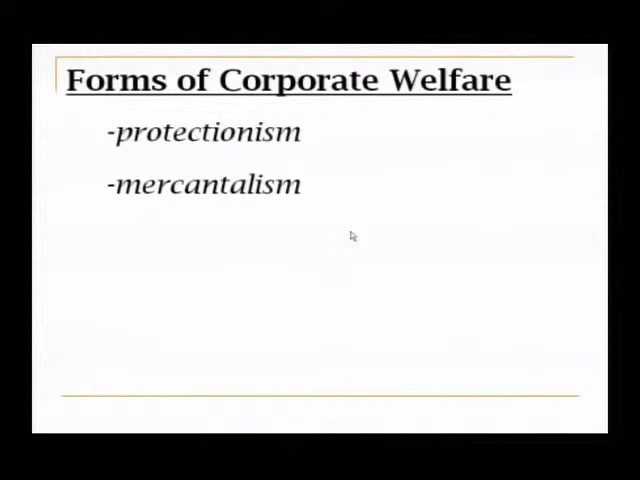 Forms of Corporate Welfare
-protectionism
-mercantalism